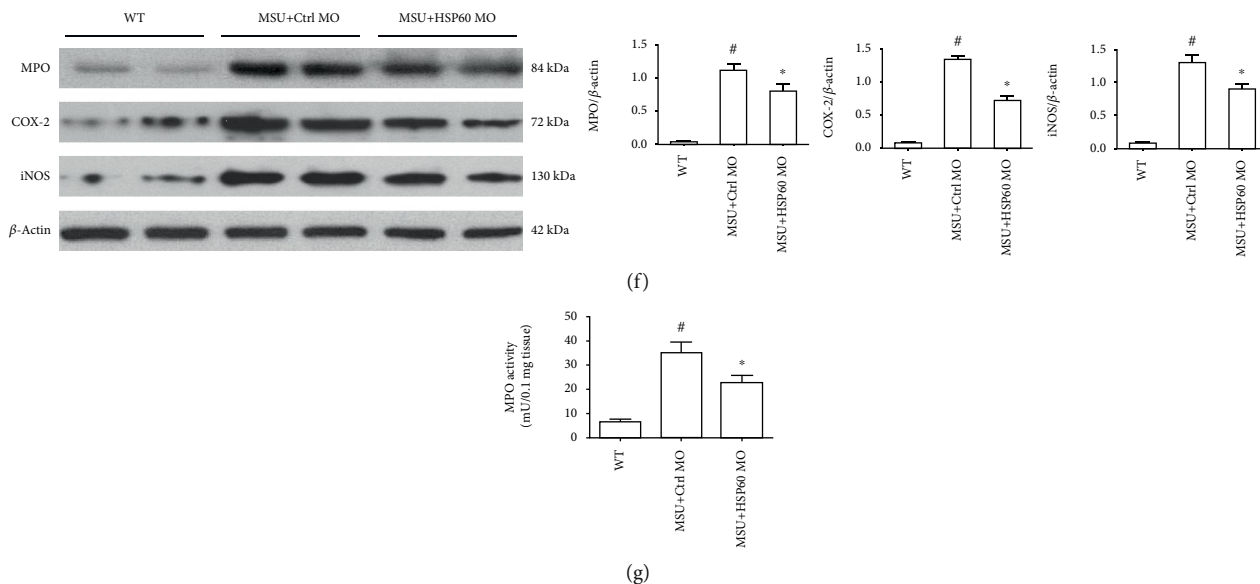 WT MSU+Ctrl MO MSU+HSP60 MO
MPO 84 kDa
COX-2 72 kDa
iNOS 130 kDa
β-Actin 42 kDa
MPO/β-actin
1.5
1.0
0.5
0.0
#
*
WT
MSU+Ctrl MO
MSU+HSP60 MO
COX-2/β-actin
1.5
1.0
0.5
0.0
#
*
WT
MSU+Ctrl MO
MSU+HSP60 MO
iNOS/β-actin
1.5
1.0
0.5
0.0
#
*
WT
MSU+Ctrl MO
MSU+HSP60 MO
(f)
MPO activity
(mU/0.1 mg tissue)
50
40
30
20
10
0
#
*
WT
MSU+Ctrl MO
MSU+HSP60 MO
(g)